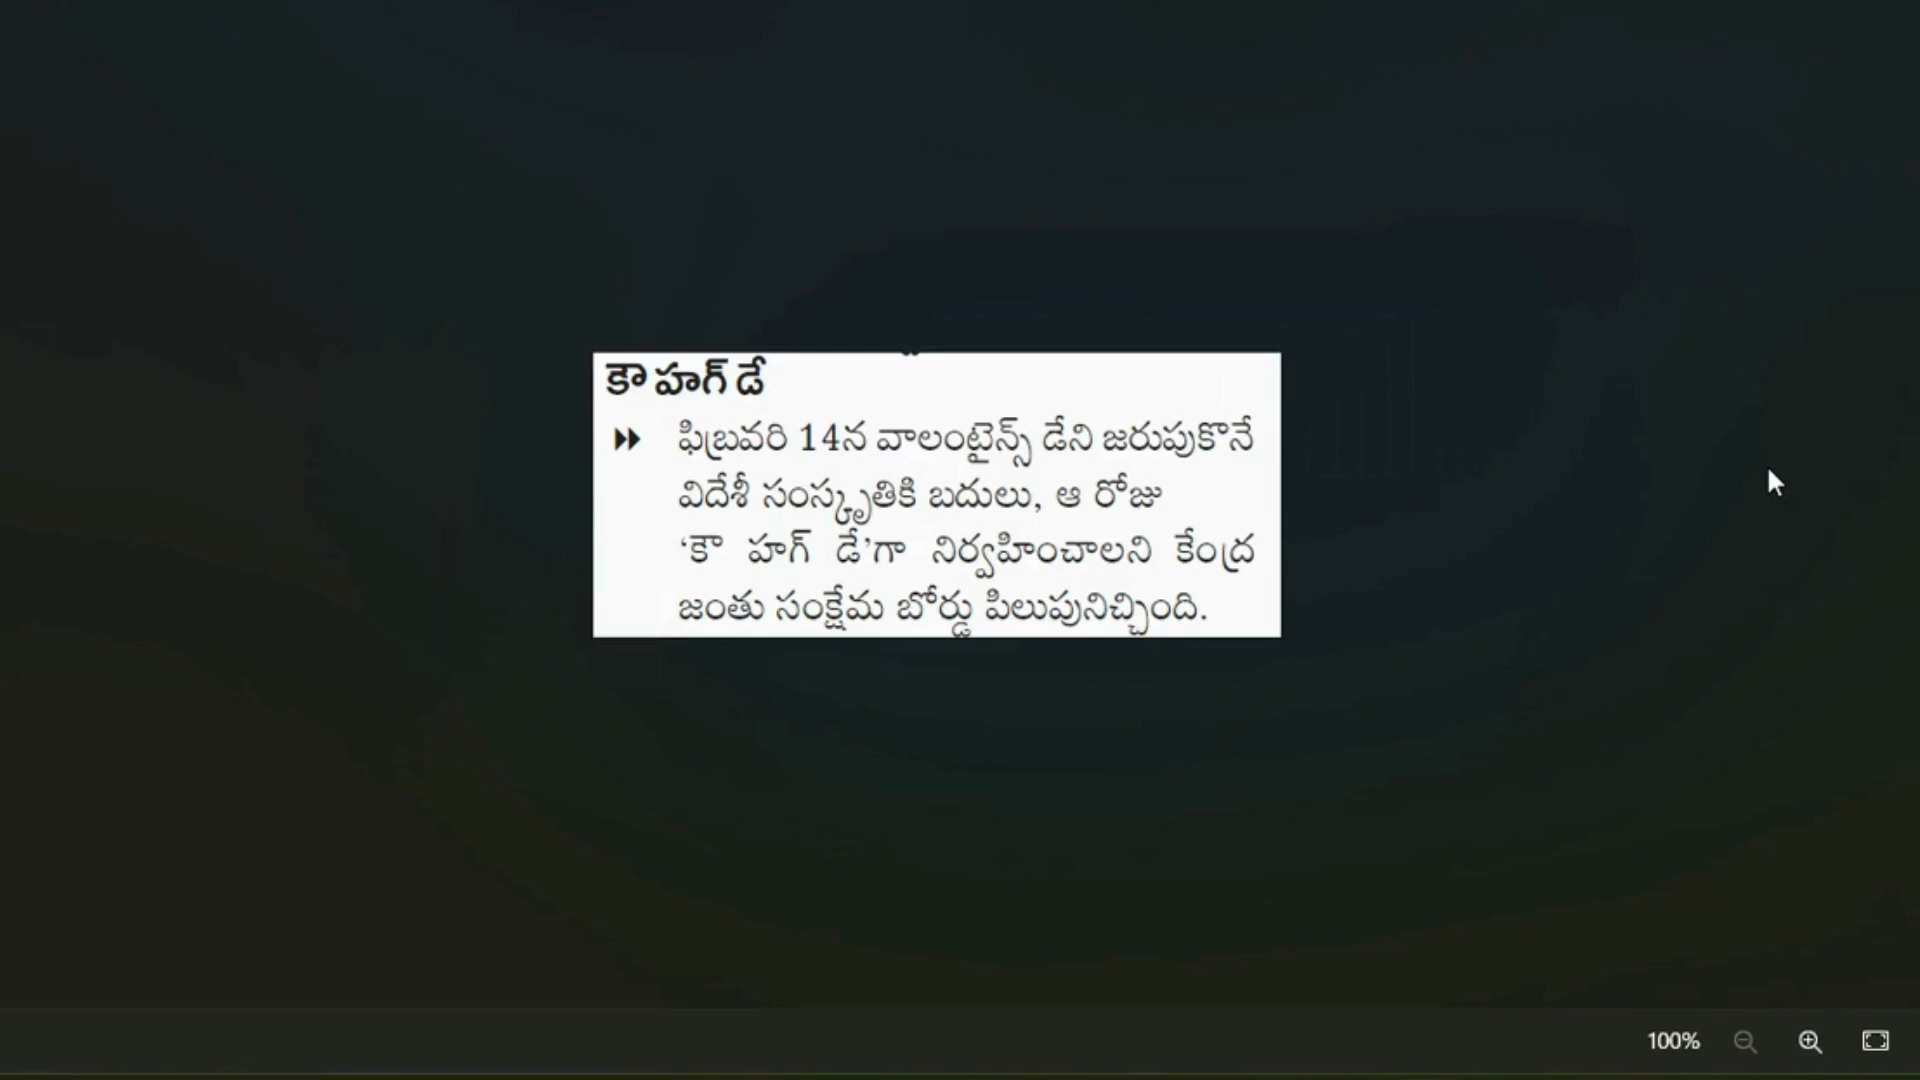 కౌ హగ్ డే
ఫిబ్రవరి 14న వాలంటైన్స్ డేని జరుపుకొనే
విదేశీ సంస్కృతికి బదులు, ఆ రోజు
‘కౌ హగ్ డే’గా నిర్వహించాలని కేంద్ర
జంతు సంక్షేమ బోర్డు పిలుపునిచ్చింది.
100%